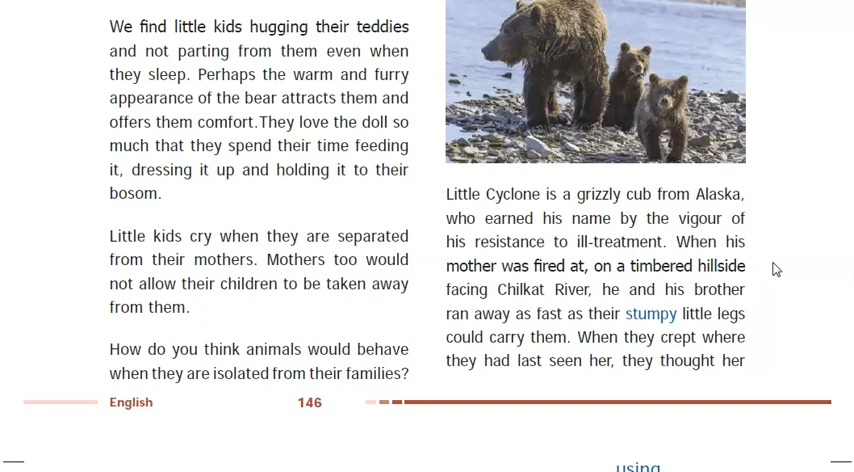 We find little kids hugging their teddies
and not parting from them even when
they sleep. Perhaps the warm and furry
appearance of the bear attracts them and
offers them comfort.They love the doll so
much that they spend their time feeding
it, dressing it up and holding it to their
bosom.
Little kids cry when they are separated
from their mothers. Mothers too would
not allow their children to be taken away
from them.
How do you think animals would behave
when they are isolated from their families?
Little Cyclone is a grizzly cub from Alaska,
who earned his name by the vigour of
his resistance to ill-treatment. When his
mother was fired at, on a timbered hillside
facing Chilkat River, he and his brother
ran away as fast as their stumpy little legs
could carry them. When they crept where
they had last seen her, they thought her
English
146
using